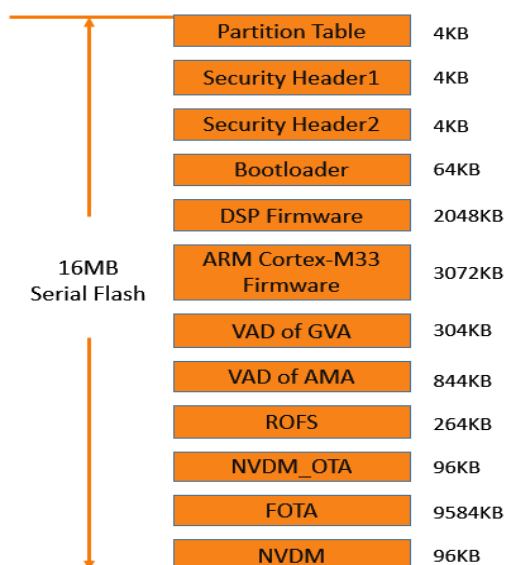 Partition Table 4KB
Security Header1 4KB
Security Header2 4KB
Bootloader 64KB
DSP Firmware 2048KB
ARM Cortex-M33
Firmware 3072KB
16MB
Serial Flash
VAD of GVA 304KB
VAD of AMA 844KB
ROFS 264KB
NVDM_OTA 96KB
FOTA 9584KB
NVDM 96KB